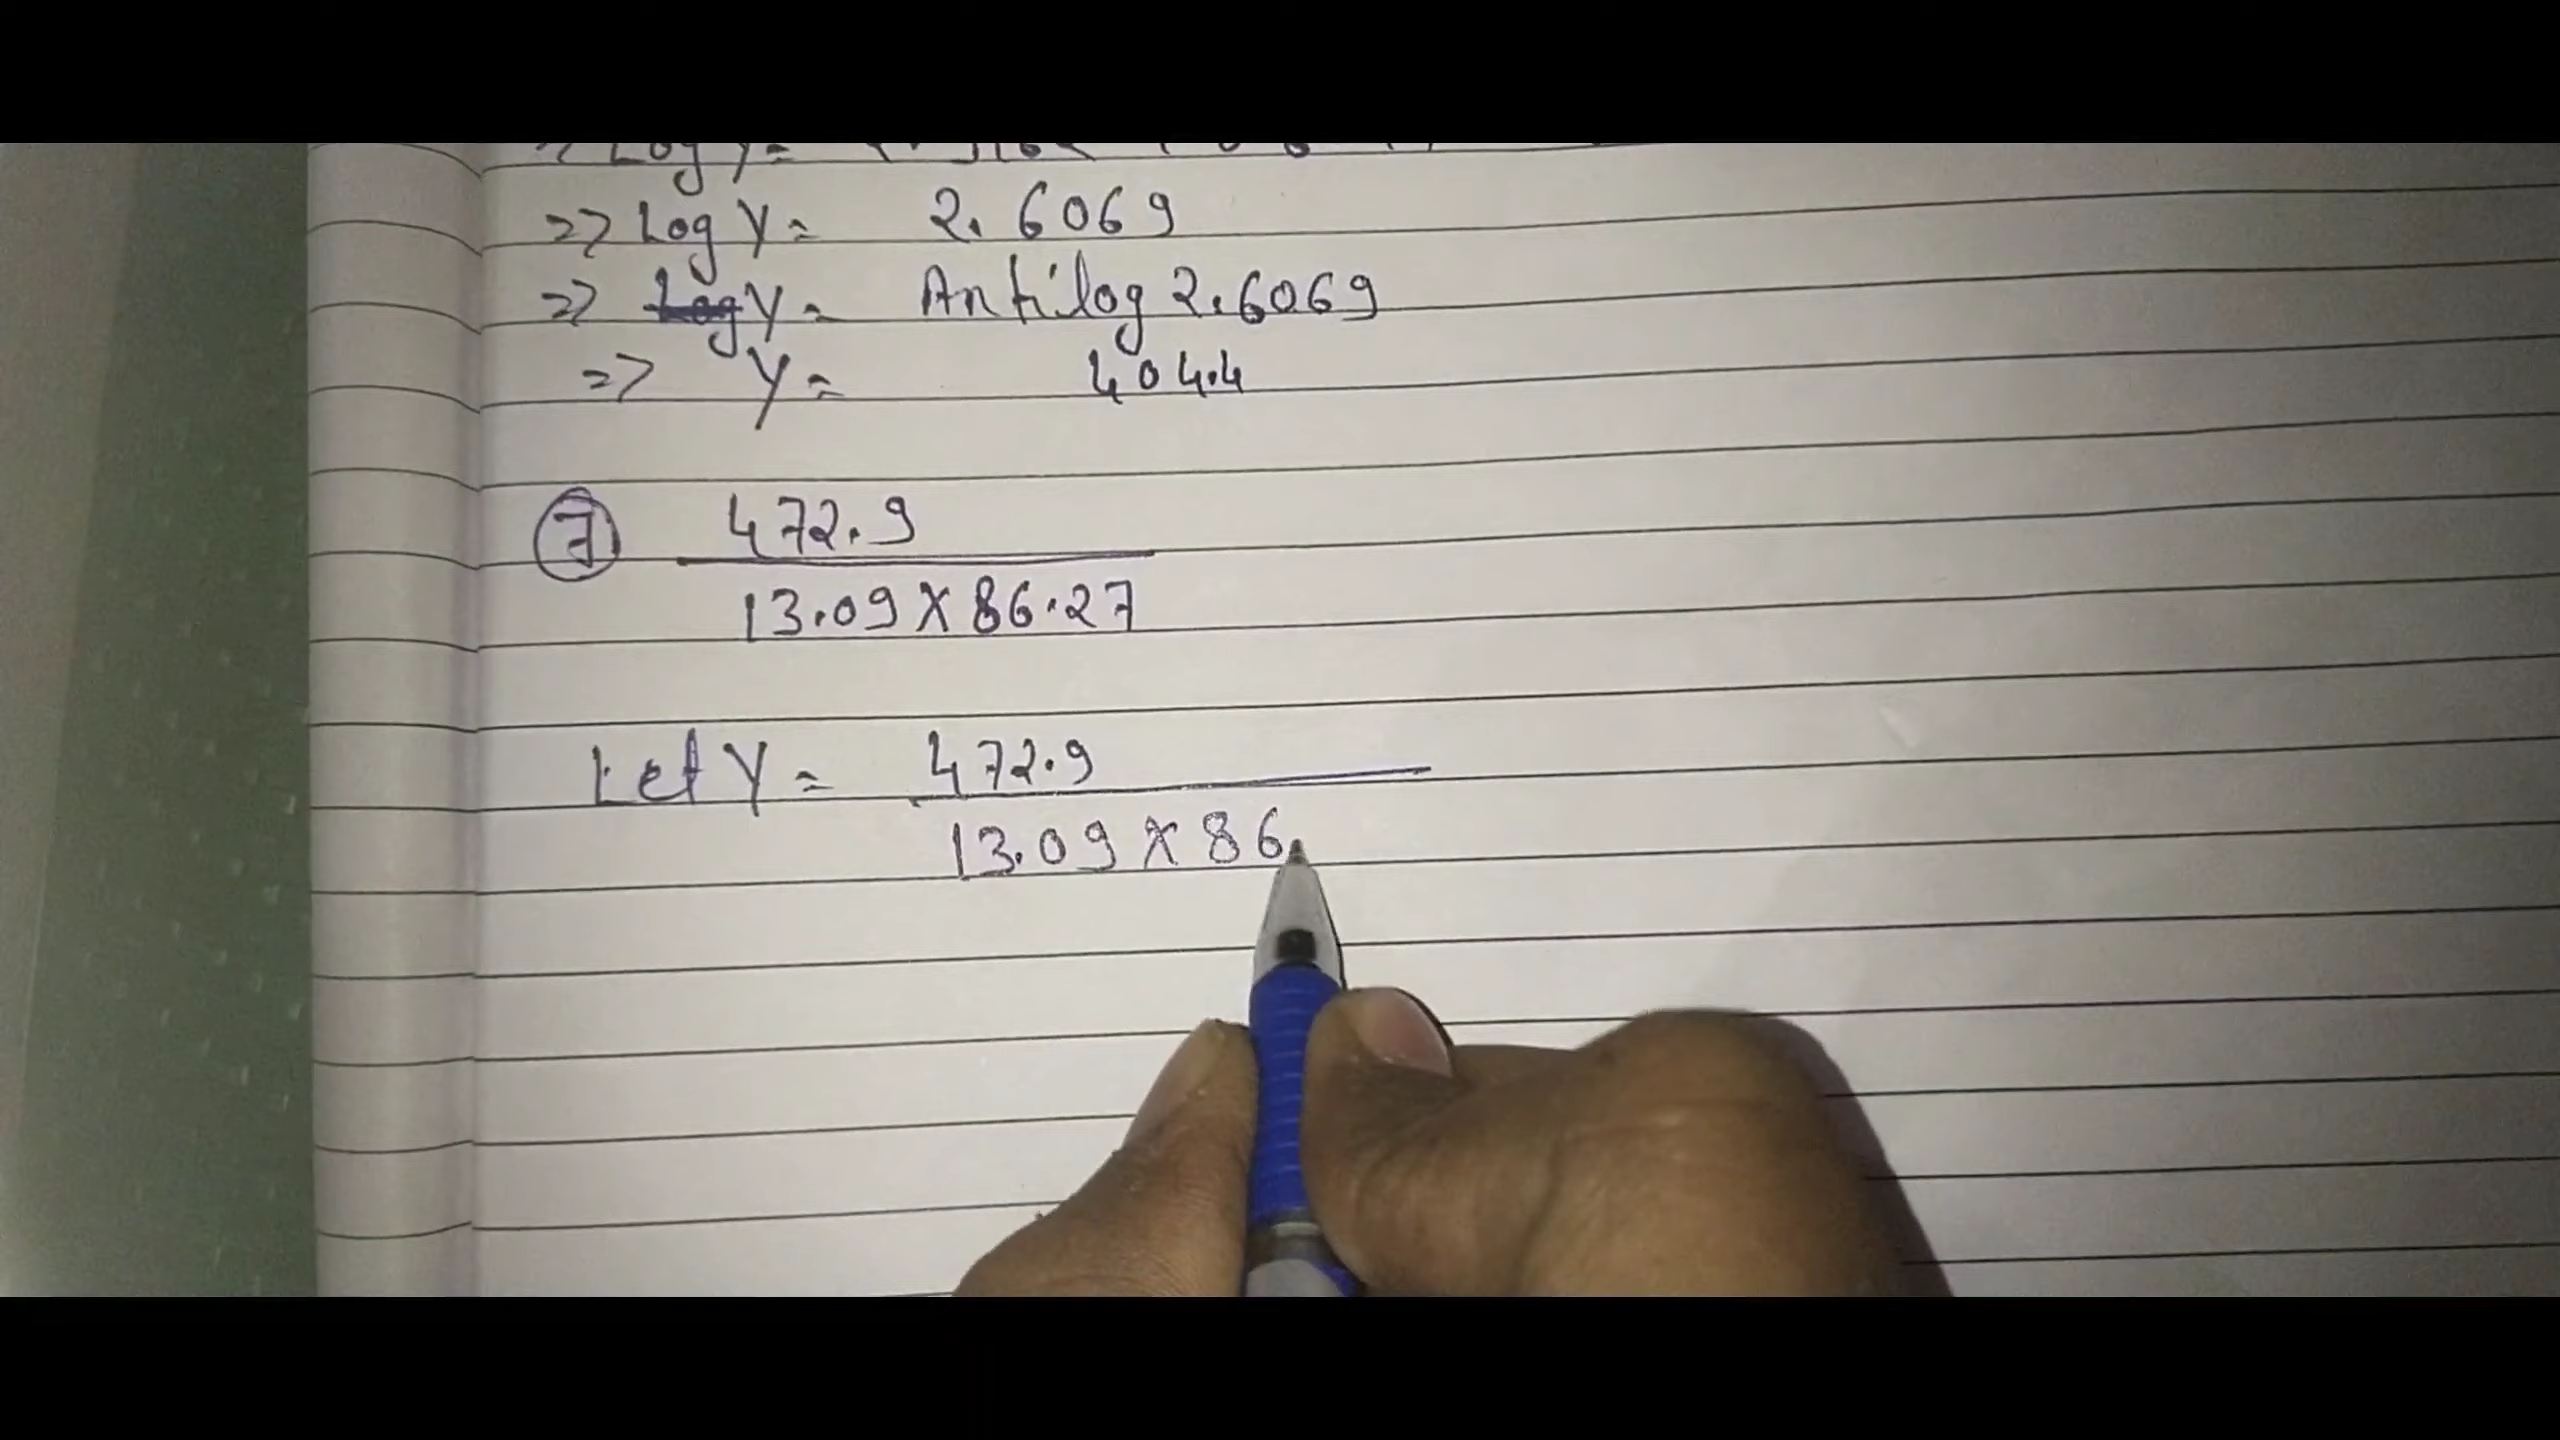 => Log Y=
=> Log Y= 2.6069
=> Y= Antilog 2.6069
=> Y= 404.4
7 472.9
13.09 X 86.27
Let Y = 472.9
13.09 X 86.